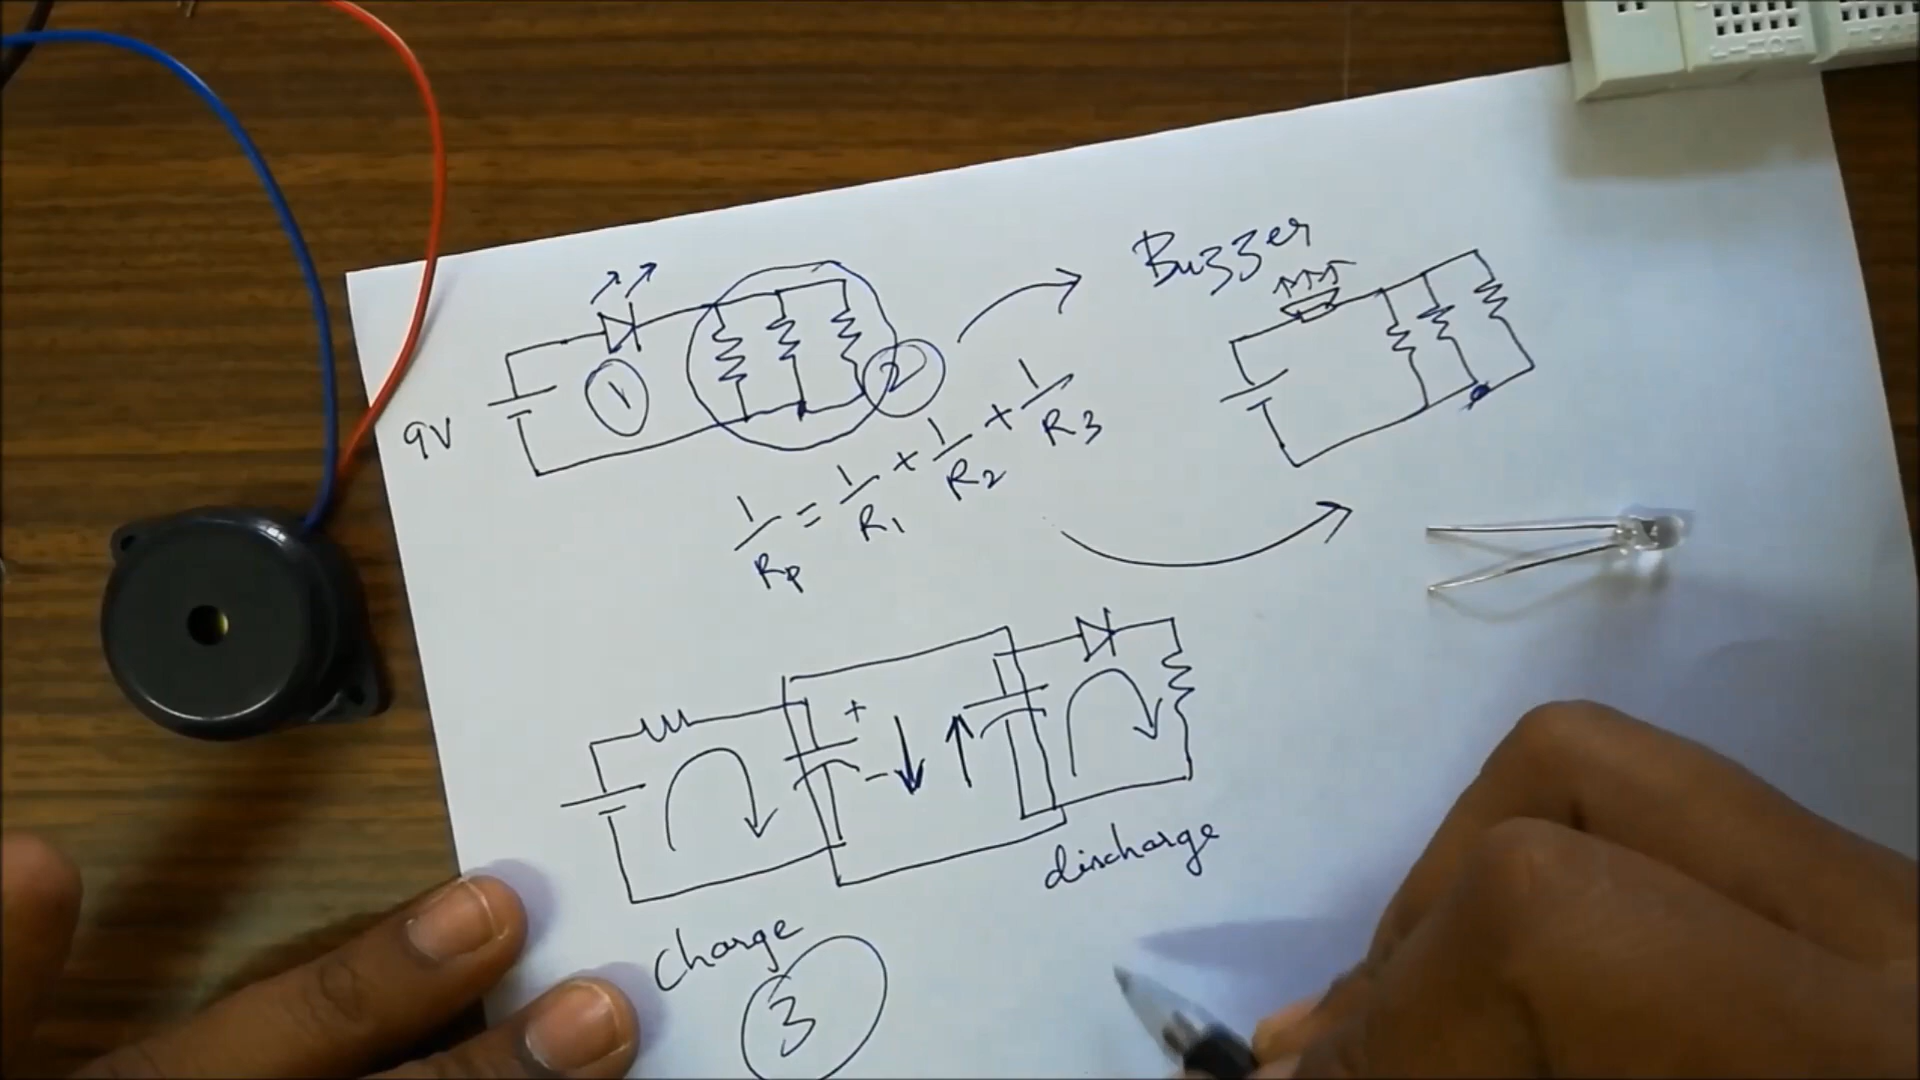 Buzzer
1
2
9V
1/Rp = 1/R1 + 1/R2 + 1/R3
+
-
discharge
charge
3